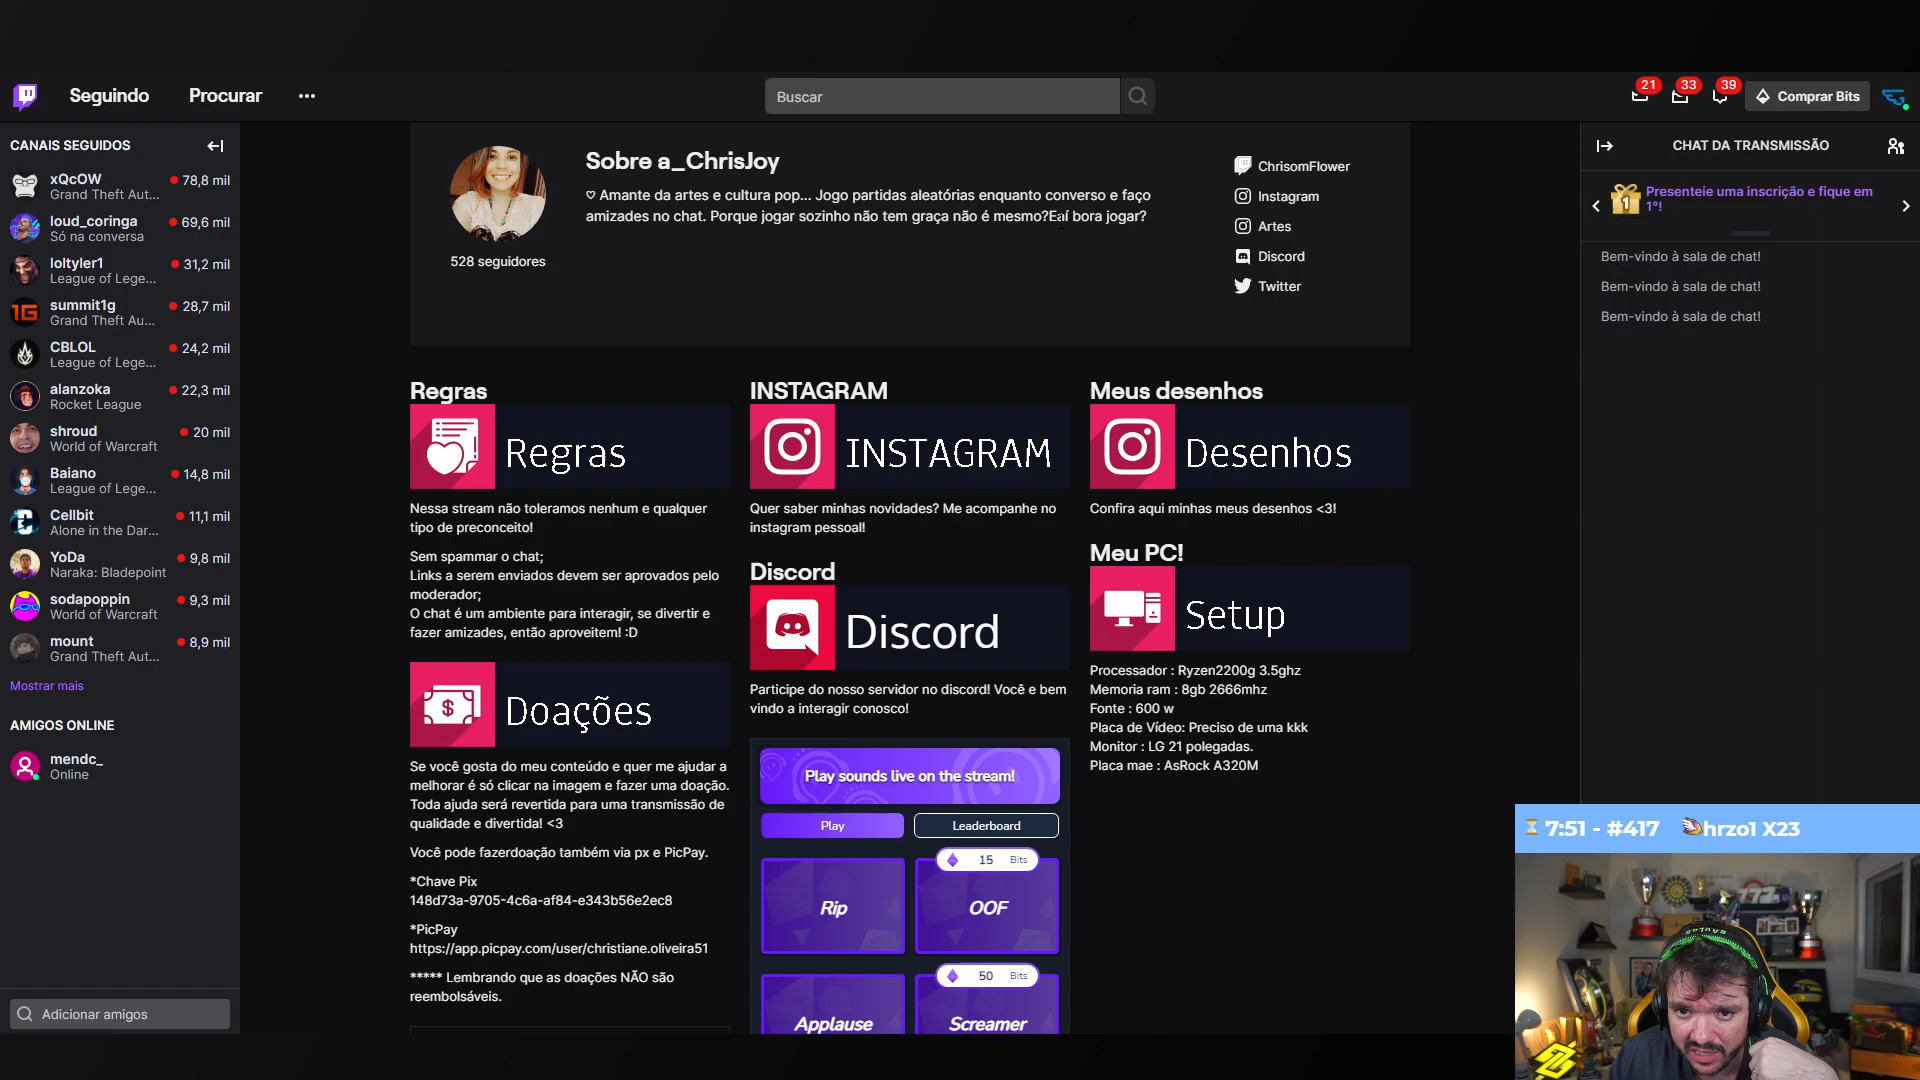 Seguindo
Procurar
Buscar
21
33
39
Comprar Bits
CANAIS SEGUIDOS
xQcOW
78,8 mil
Grand Theft Aut...
loud_coringa
69,6 mil
Só na conversa
loltyler1
31,2 mil
League of Lege...
summit1g
28,7 mil
Grand Theft Au...
CBLOL
24,2 mil
League of Lege...
alanzoka
22,3 mil
Rocket League
shroud
20 mil
World of Warcraft
Baiano
14,8 mil
League of Lege...
Cellbit
11,1 mil
Alone in the Dar...
YoDa
9,8 mil
Naraka: Bladepoint
sodapoppin
9,3 mil
World of Warcraft
mount
8,9 mil
Grand Theft Aut...
Mostrar mais
AMIGOS ONLINE
mendc_
Online
Adicionar amigos
Sobre a_ChrisJoy
♡ Amante da artes e cultura pop... Jogo partidas aleatórias enquanto converso e faço
amizades no chat. Porque jogar sozinho não tem graça não é mesmo?Eaí bora jogar?
528 seguidores
ChrisomFlower
Instagram
Artes
Discord
Twitter
Regras
Regras
Nessa stream não toleramos nenhum e qualquer
tipo de preconceito!
Sem spammar o chat;
Links a serem enviados devem ser aprovados pelo
moderador;
O chat é um ambiente para interagir, se divertir e
fazer amizades, então aproveitem! :D
Doações
Se você gosta do meu conteúdo e quer me ajudar a
melhorar é só clicar na imagem e fazer uma doação.
Toda ajuda será revertida para uma transmissão de
qualidade e divertida! <3
Você pode fazerdoação também via px e PicPay.
*Chave Pix
148d73a-9705-4c6a-af84-e343b56e2ec8
*PicPay
https://app.picpay.com/user/christiane.oliveira51
***** Lembrando que as doações NÃO são
reembolsáveis.
INSTAGRAM
INSTAGRAM
Quer saber minhas novidades? Me acompanhe no
instagram pessoal!
Discord
Discord
Participe do nosso servidor no discord! Você e bem
vindo a interagir conosco!
Play sounds live on the stream!
Play
Leaderboard
15 Bits
Rip
OOF
50 Bits
Applause
Screamer
Meus desenhos
Desenhos
Confira aqui minhas meus desenhos <3!
Meu PC!
Setup
Processador : Ryzen2200g 3.5ghz
Memoria ram : 8gb 2666mhz
Fonte : 600 w
Placa de Vídeo: Preciso de uma kkk
Monitor : LG 21 polegadas.
Placa mae : AsRock A320M
CHAT DA TRANSMISSÃO
1
Presenteie uma inscrição e fique em
1º!
Bem-vindo à sala de chat!
Bem-vindo à sala de chat!
Bem-vindo à sala de chat!
7:51 - #417
hrzo1 X23